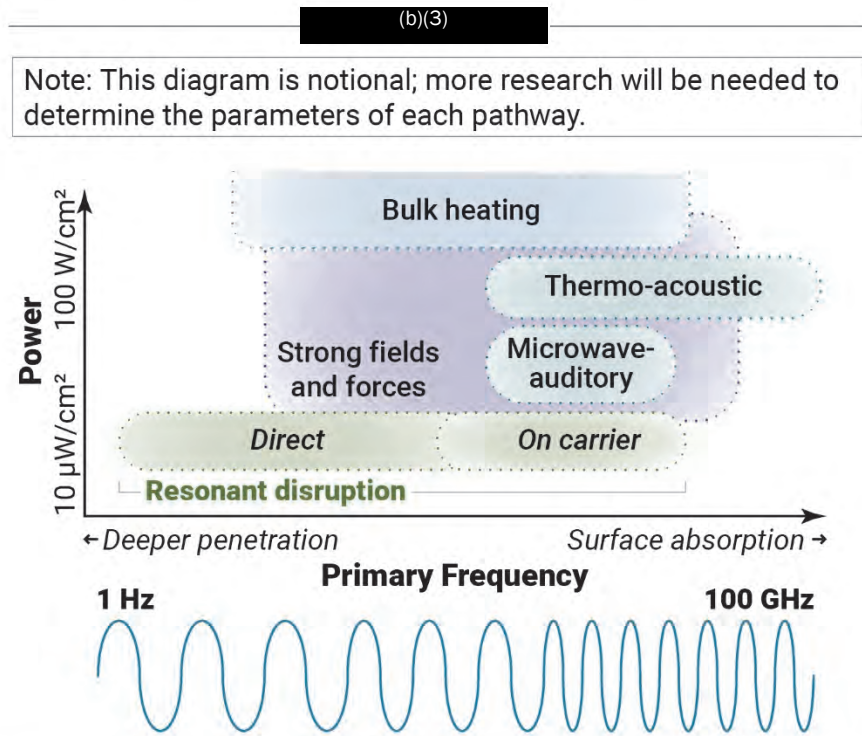 (b)(3)
Note: This diagram is notional; more research will be needed to
determine the parameters of each pathway.
Power
100 W/cm²
10 µW/cm²
Bulk heating
Thermo-acoustic
Strong fields
and forces
Microwave-
auditory
Direct
On carrier
Resonant disruption
←Deeper penetration
Surface absorption→
Primary Frequency
1 Hz
100 GHz